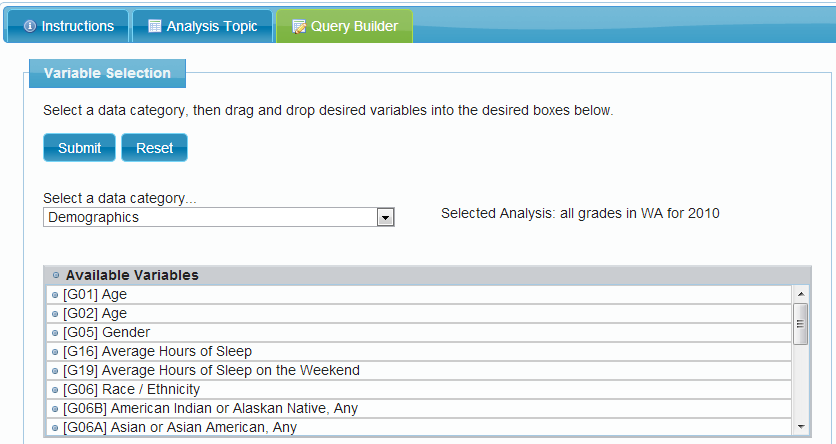 Instructions Analysis Topic Query Builder
Variable Selection
Select a data category, then drag and drop desired variables into the desired boxes below.
Submit Reset
Select a data category...
Demographics Selected Analysis: all grades in WA for 2010
Available Variables
[G01] Age
[G02] Age
[G05] Gender
[G16] Average Hours of Sleep
[G19] Average Hours of Sleep on the Weekend
[G06] Race / Ethnicity
[G06B] American Indian or Alaskan Native, Any
[G06A] Asian or Asian American, Any